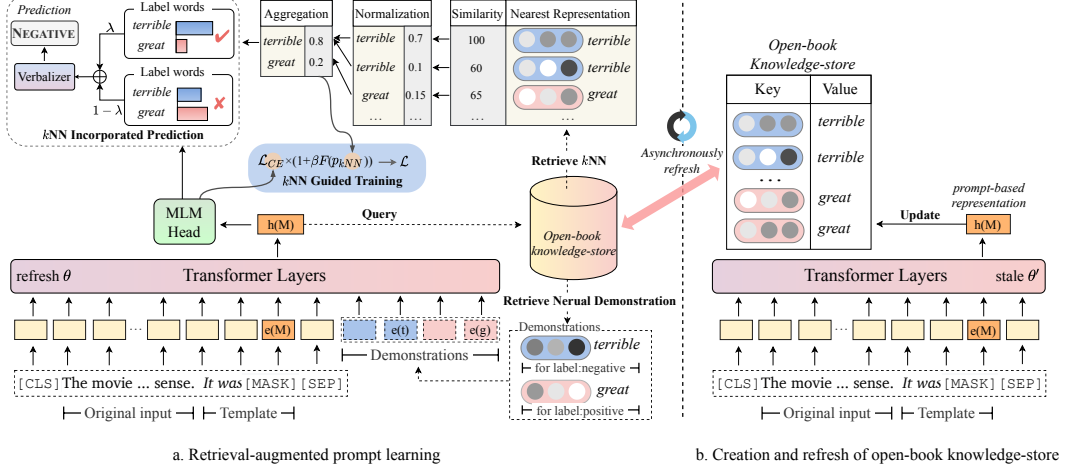 Prediction
NEGATIVE
Verbalizer
λ
1 − λ
Label words
terrible
great
Label words
terrible
great
kNN Incorporated Prediction
Aggregation
terrible 0.8
great 0.2
...
Normalization
terrible 0.7
terrible 0.1
great 0.15
... ...
Similarity
100
60
65
...
Nearest Representation
terrible
terrible
great
...
ℒCE×(1+βF(pkNN)) → ℒ
kNN Guided Training
MLM
Head
h(M)
Query
Retrieve kNN
Open-book
knowledge-store
Asynchronously
refresh
refresh θ
Transformer Layers
...
e(M)
e(t)
e(g)
Demonstrations
[CLS]The movie ... sense. It was[MASK][SEP]
Original input
Template
Retrieve Nerual Demonstration
Demonstrations
terrible
for label:negative
great
for label:positive
a. Retrieval-augmented prompt learning
Open-book
Knowledge-store
Key Value
terrible
terrible
...
great
great
Update
prompt-based
representation
h(M)
Transformer Layers
stale θ′
...
e(M)
[CLS]The movie ... sense. It was[MASK][SEP]
Original input
Template
b. Creation and refresh of open-book knowledge-store